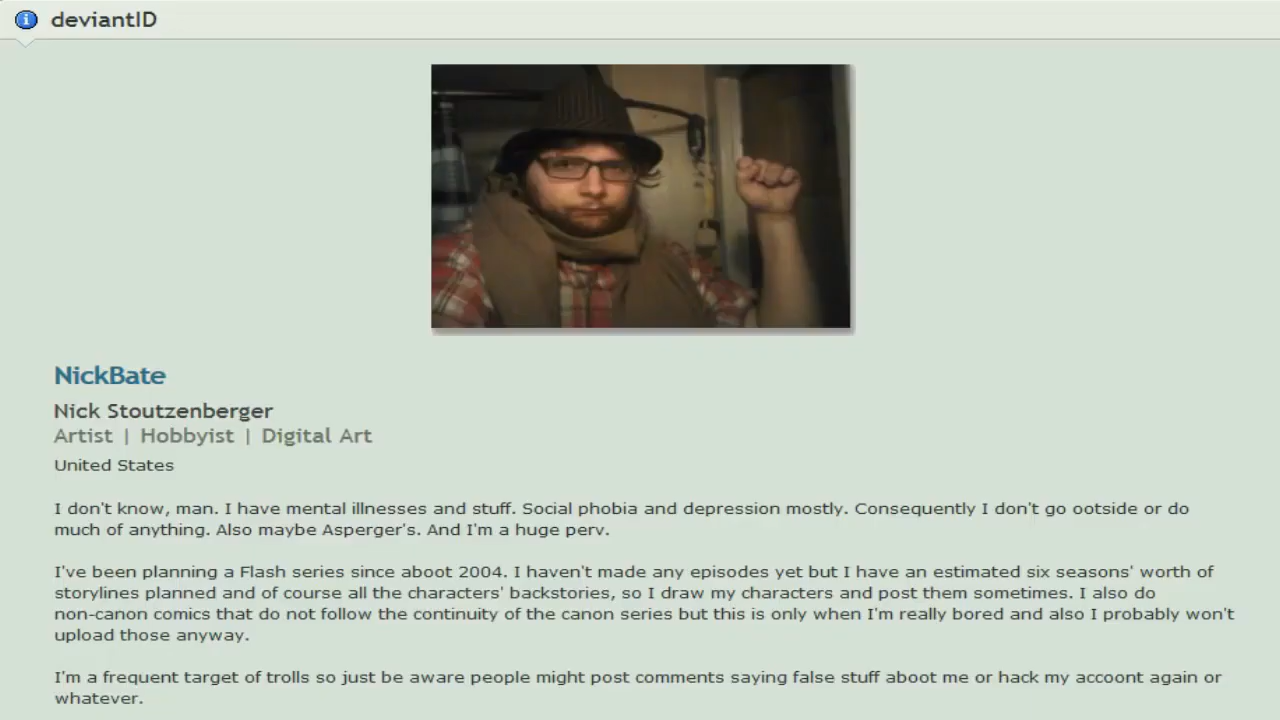 deviantID
NickBate
Nick Stoutzenberger
Artist | Hobbyist | Digital Art
United States
I don't know, man. I have mental illnesses and stuff. Social phobia and depression mostly. Consequently I don't go ootside or do
much of anything. Also maybe Asperger's. And I'm a huge perv.
I've been planning a Flash series since aboot 2004. I haven't made any episodes yet but I have an estimated six seasons' worth of
storylines planned and of course all the characters' backstories, so I draw my characters and post them sometimes. I also do
non-canon comics that do not follow the continuity of the canon series but this is only when I'm really bored and also I probably won't
upload those anyway.
I'm a frequent target of trolls so just be aware people might post comments saying false stuff aboot me or hack my accoont again or
whatever.